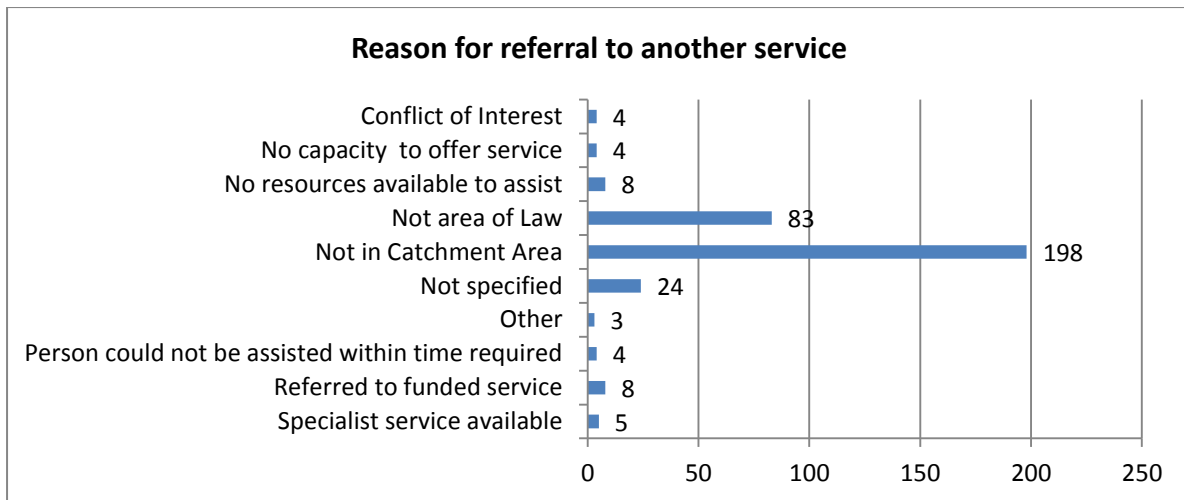 Reason for referral to another service
Conflict of Interest 4
No capacity to offer service 4
No resources available to assist 8
Not area of Law 83
Not in Catchment Area 198
Not specified 24
Other 3
Person could not be assisted within time required 4
Referred to funded service 8
Specialist service available 5
0 50 100 150 200 250